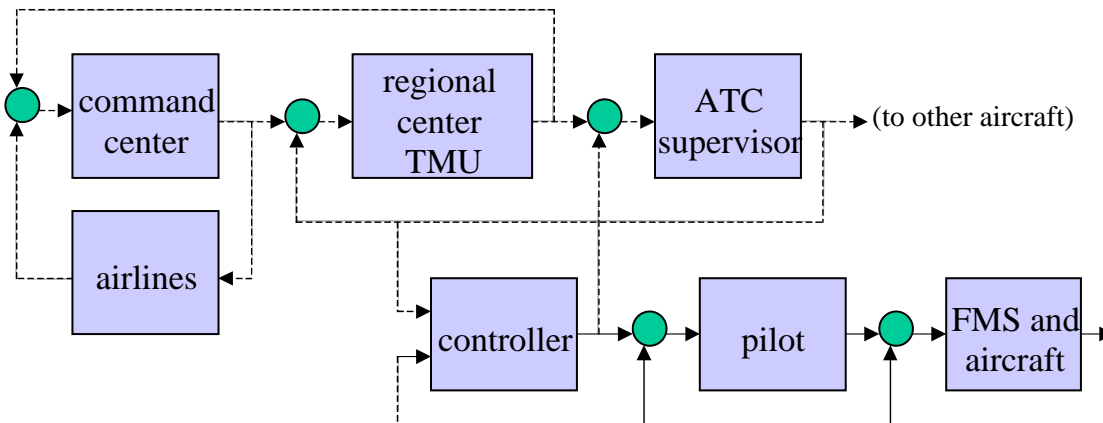 command
center
regional
center
TMU
ATC
supervisor
(to other aircraft)
airlines
controller
pilot
FMS and
aircraft